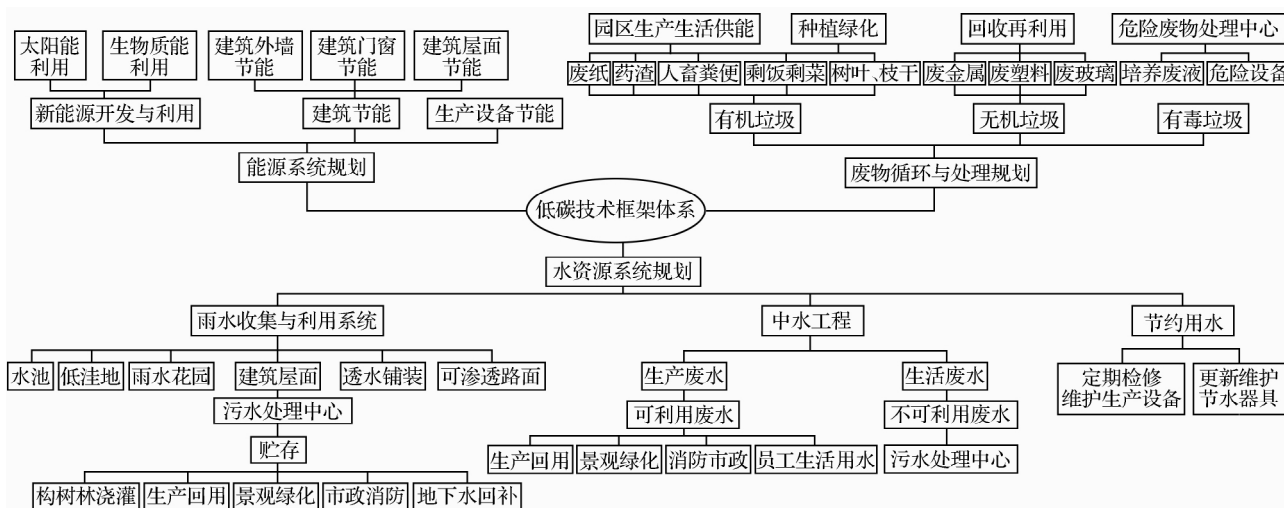 园区生产生活供能
种植绿化
回收再利用
危险废物处理中心
太阳能
利用
生物质能
利用
建筑外墙
节能
建筑门窗
节能
建筑屋面
节能
废纸
药渣
人畜粪便
剩饭剩菜
树叶、枝干
废金属
废塑料
废玻璃
培养废液
危险设备
新能源开发与利用
建筑节能
生产设备节能
有机垃圾
无机垃圾
有毒垃圾
能源系统规划
废物循环与处理规划
低碳技术框架体系
水资源系统规划
雨水收集与利用系统
中水工程
节约用水
水池
低洼地
雨水花园
建筑屋面
透水铺装
可渗透路面
生产废水
生活废水
定期检修
维护生产设备
更新维护
节水器具
污水处理中心
可利用废水
不可利用废水
贮存
生产回用
景观绿化
消防市政
员工生活用水
污水处理中心
构树林浇灌
生产回用
景观绿化
市政消防
地下水回补